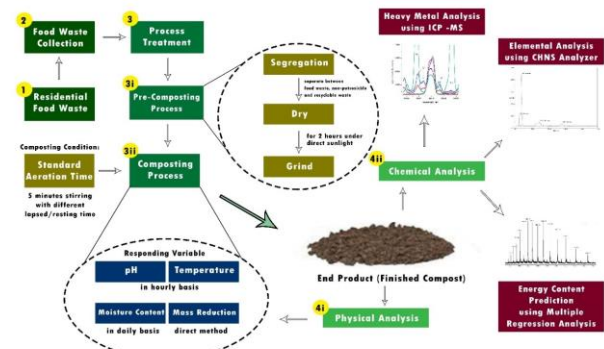 2
Food Waste
Collection
3
Process
Treatment
1
Residential
Food Waste
3i
Pre-Composting
Process
Composting Condition:
Standard
Aeration Time
5 minutes stirring
with different
lapsed/resting time
3ii
Composting
Process
Segregation
separate between
food waste, non-putrescible
and recyclable waste
Dry
for 2 hours under
direct sunlight
Grind
Responding Variable
pH
Temperature
in hourly basis
Moisture Content
Mass Reduction
in daily basis
direct method
End Product (Finished Compost)
4i
Physical Analysis
4ii
Chemical Analysis
Heavy Metal Analysis
using ICP -MS
Elemental Analysis
using CHNS Analyzer
Energy Content
Prediction
using Multiple
Regression Analysis